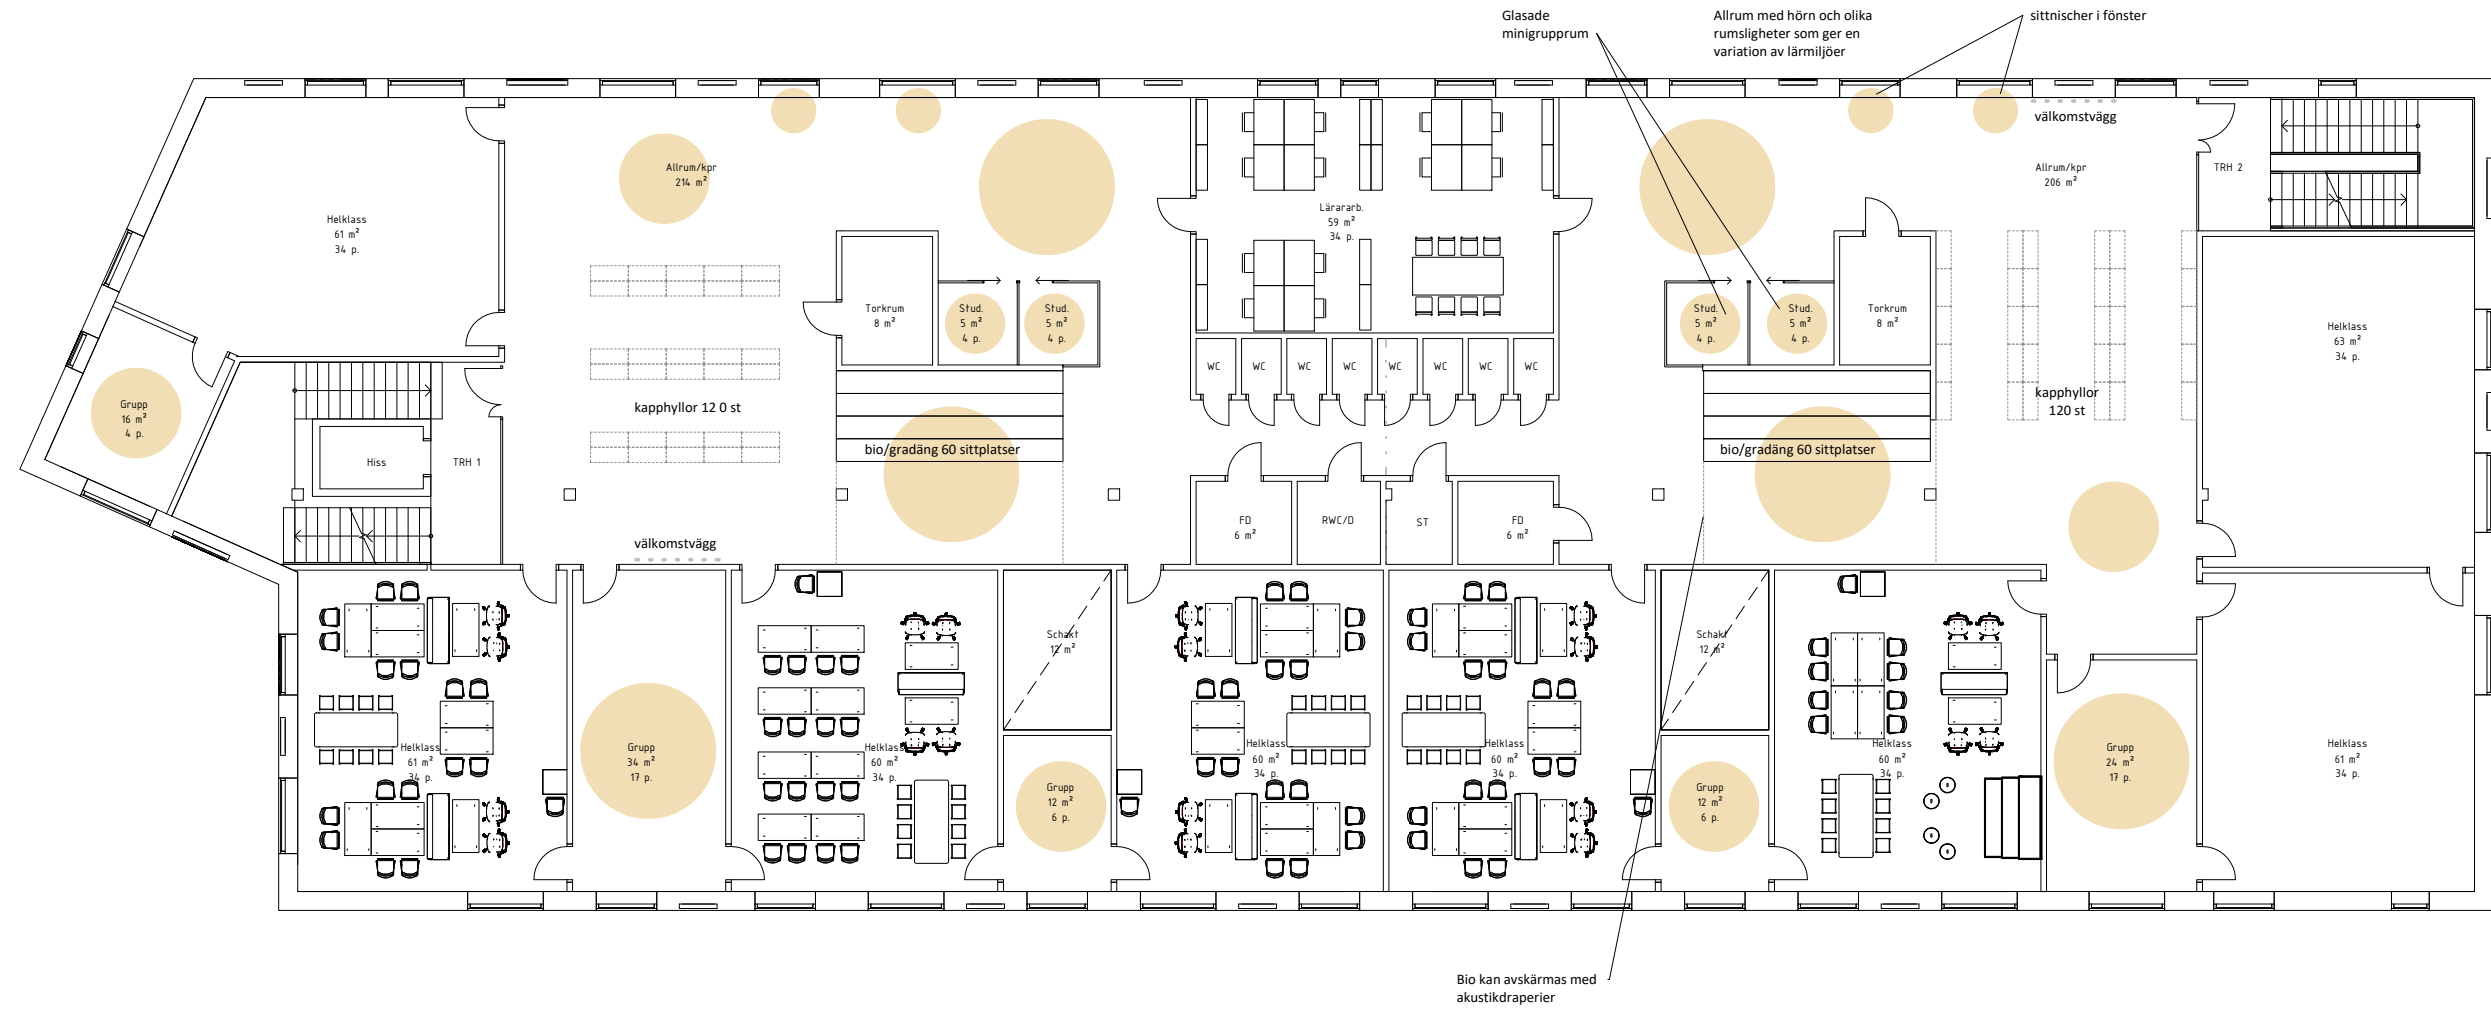 Glasade
minigrupprum
Allrum med hörn och olika
rumsligheter som ger en
variation av lärmiljöer
sittnischer i fönster
välkomstvägg
Allrum/kpr
214 m²
Allrum/kpr
206 m²
TRH 2
Helklass
61 m²
34 p.
Lärararb.
59 m²
34 p.
Torkrum
8 m²
Stud.
5 m²
4 p.
Stud.
5 m²
4 p.
Stud.
5 m²
4 p.
Stud.
5 m²
4 p.
Torkrum
8 m²
Helklass
63 m²
34 p.
WC
WC
WC
WC
WC
WC
WC
WC
Grupp
16 m²
4 p.
kapphyllor 12 0 st
kapphyllor
120 st
Hiss
TRH 1
bio/gradäng 60 sittplatser
bio/gradäng 60 sittplatser
FD
6 m²
RWC/D
ST
FD
6 m²
välkomstvägg
Schakt
12 m²
Schakt
12 m²
Helklass
61 m²
34 p.
Grupp
34 m²
17 p.
Helklass
60 m²
34 p.
Grupp
12 m²
6 p.
Helklass
60 m²
34 p.
Helklass
60 m²
34 p.
Grupp
12 m²
6 p.
Helklass
60 m²
34 p.
Grupp
24 m²
17 p.
Helklass
61 m²
34 p.
Bio kan avskärmas med
akustikdraperier